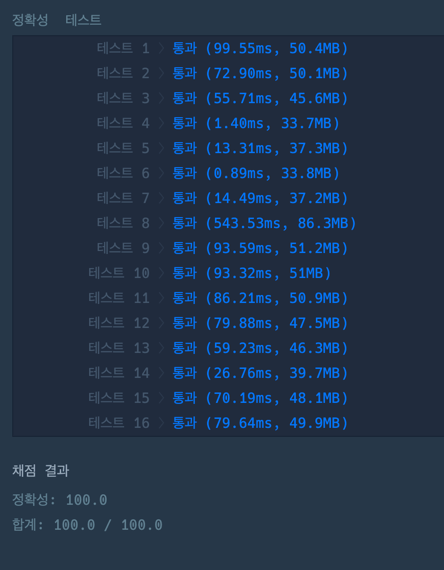 정확성  테스트
테스트 1 〉 통과 (99.55ms, 50.4MB)
테스트 2 〉 통과 (72.90ms, 50.1MB)
테스트 3 〉 통과 (55.71ms, 45.6MB)
테스트 4 〉 통과 (1.40ms, 33.7MB)
테스트 5 〉 통과 (13.31ms, 37.3MB)
테스트 6 〉 통과 (0.89ms, 33.8MB)
테스트 7 〉 통과 (14.49ms, 37.2MB)
테스트 8 〉 통과 (543.53ms, 86.3MB)
테스트 9 〉 통과 (93.59ms, 51.2MB)
테스트 10 〉 통과 (93.32ms, 51MB)
테스트 11 〉 통과 (86.21ms, 50.9MB)
테스트 12 〉 통과 (79.88ms, 47.5MB)
테스트 13 〉 통과 (59.23ms, 46.3MB)
테스트 14 〉 통과 (26.76ms, 39.7MB)
테스트 15 〉 통과 (70.19ms, 48.1MB)
테스트 16 〉 통과 (79.64ms, 49.9MB)
채점 결과
정확성: 100.0
합계: 100.0 / 100.0